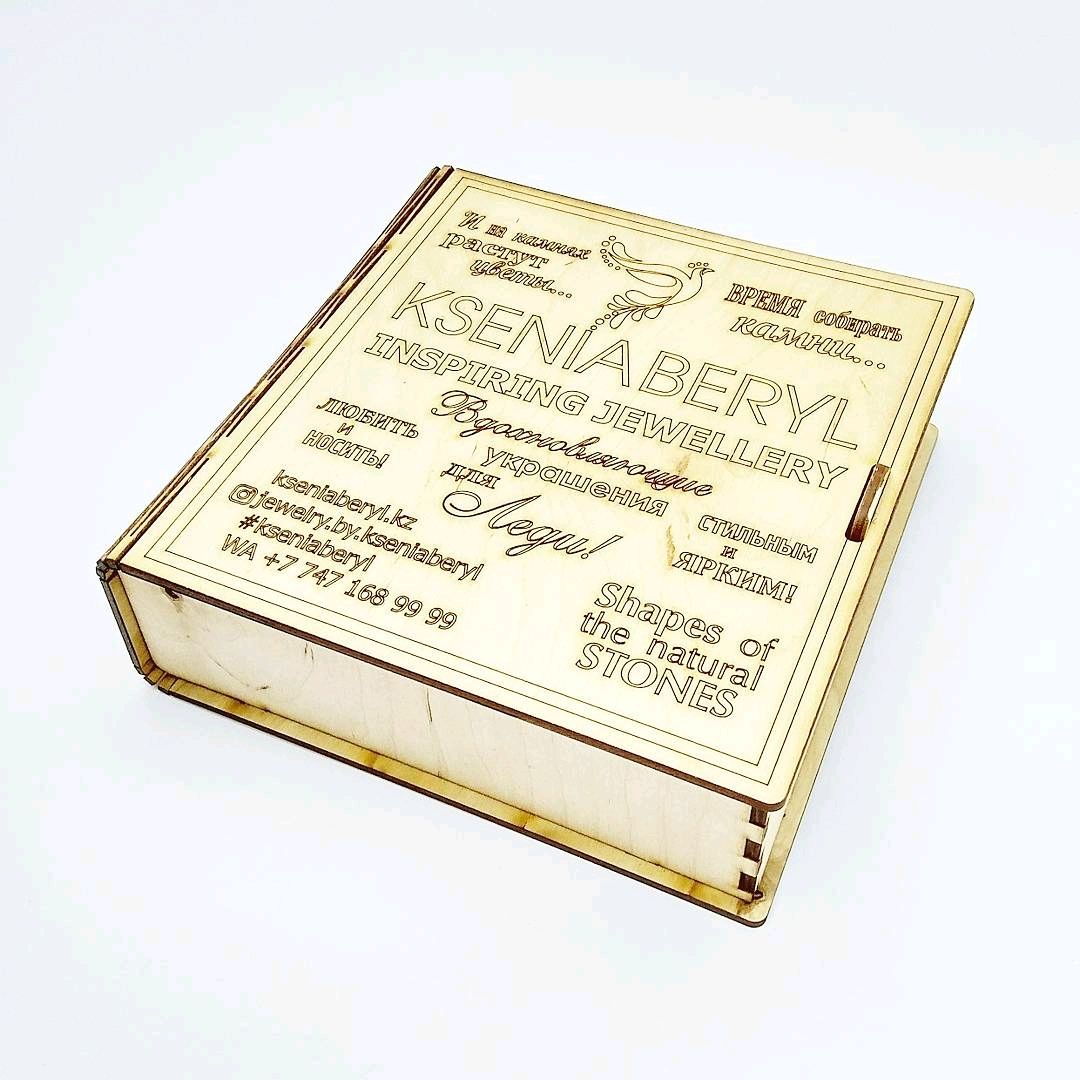 И на камнях
растут
цветы...
ВРЕМЯ собирать
камни...
KSENIABERYL
INSPIRING JEWELLERY
Вдохновляющие
украшения
для
Леди!
ЛЮБИТЬ
и
НОСИТЬ!
СТИЛЬНЫМ
и
ЯРКИМ!
kseniaberyl.kz
jewelry.by.kseniaberyl
#kseniaberyl
WA +7 747 168 99 99
Shapes of
the natural
STONES